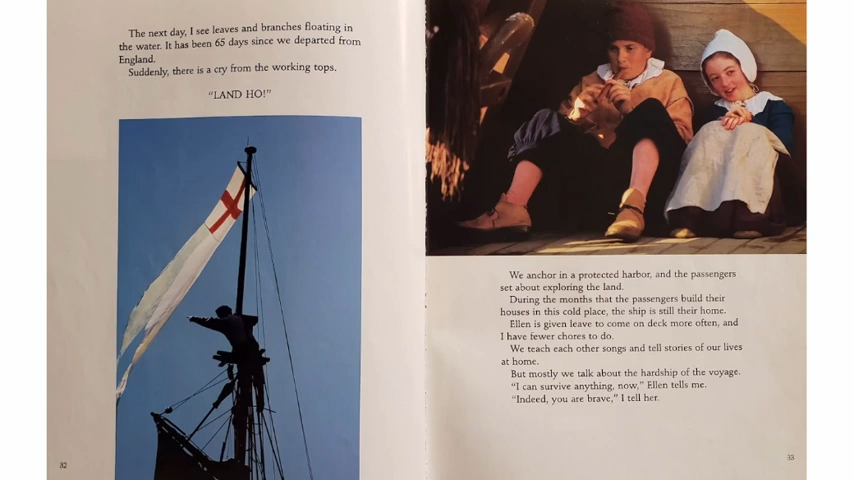 The next day, I see leaves and branches floating in
the water. It has been 65 days since we departed from
England.
Suddenly, there is a cry from the working tops.
"LAND HO!"
32
We anchor in a protected harbor, and the passengers
set about exploring the land.
During the months that the passengers build their
houses in this cold place, the ship is still their home.
Ellen is given leave to come on deck more often, and
I have fewer chores to do.
We teach each other songs and tell stories of our lives
at home.
But mostly we talk about the hardship of the voyage.
"I can survive anything, now," Ellen tells me.
"Indeed, you are brave," I tell her.
33